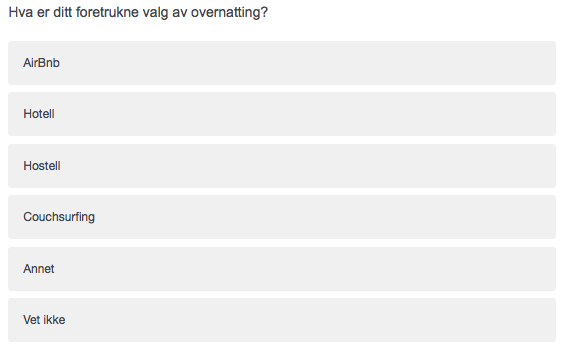 Hva er ditt foretrukne valg av overnatting?
AirBnb
Hotell
Hostell
Couchsurfing
Annet
Vet ikke